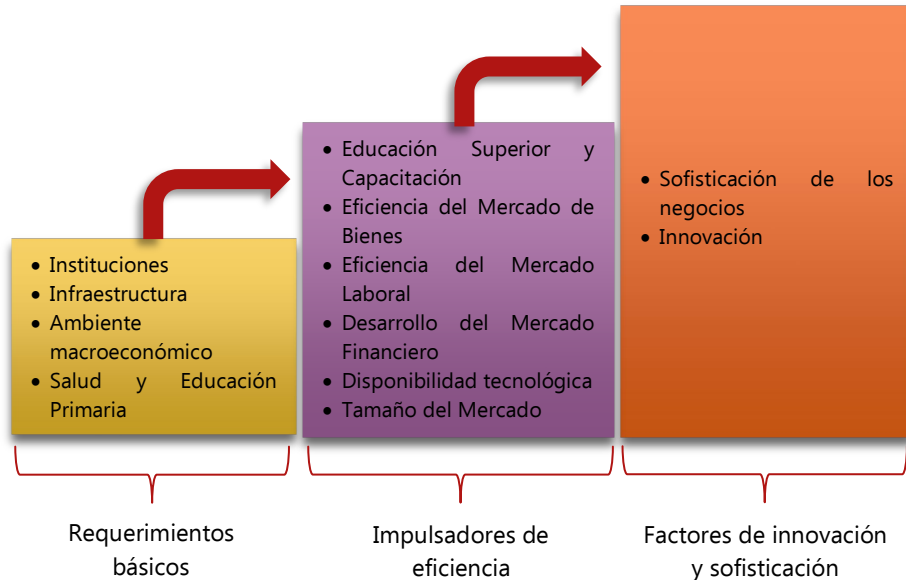 • Instituciones
• Infraestructura
• Ambiente
macroeconómico
• Salud y Educación
Primaria
• Educación Superior y
Capacitación
• Eficiencia del Mercado de
Bienes
• Eficiencia del Mercado
Laboral
• Desarrollo del Mercado
Financiero
• Disponibilidad tecnológica
• Tamaño del Mercado
• Sofisticación de los
negocios
• Innovación
Requerimientos
básicos
Impulsadores de
eficiencia
Factores de innovación
y sofisticación